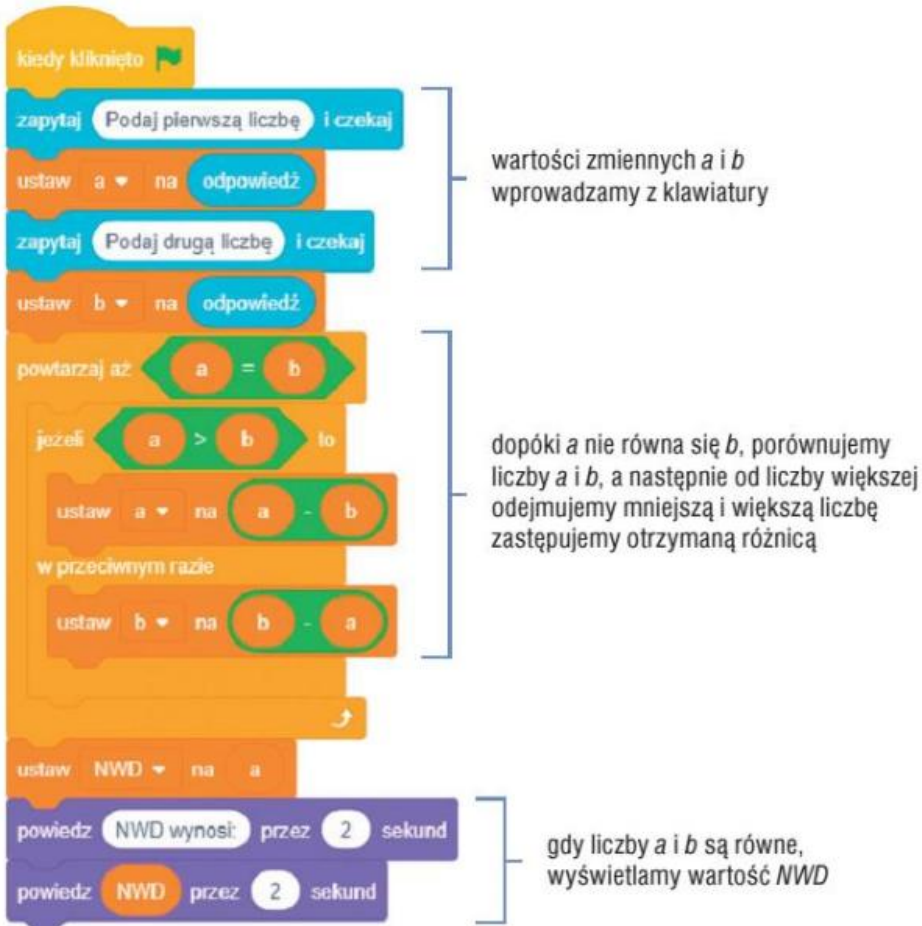 kiedy kliknięto
zapytaj Podaj pierwszą liczbę i czekaj
ustaw a na odpowiedź
zapytaj Podaj drugą liczbę i czekaj
ustaw b na odpowiedź
wartości zmiennych a i b
wprowadzamy z klawiatury
powtarzaj aż a = b
jeżeli a > b to
ustaw a na a - b
w przeciwnym razie
ustaw b na b - a
dopóki a nie równa się b, porównujemy
liczby a i b, a następnie od liczby większej
odejmujemy mniejszą i większą liczbę
zastępujemy otrzymaną różnicą
ustaw NWD na a
powiedz NWD wynosi: przez 2 sekund
powiedz NWD przez 2 sekund
gdy liczby a i b są równe,
wyświetlamy wartość NWD